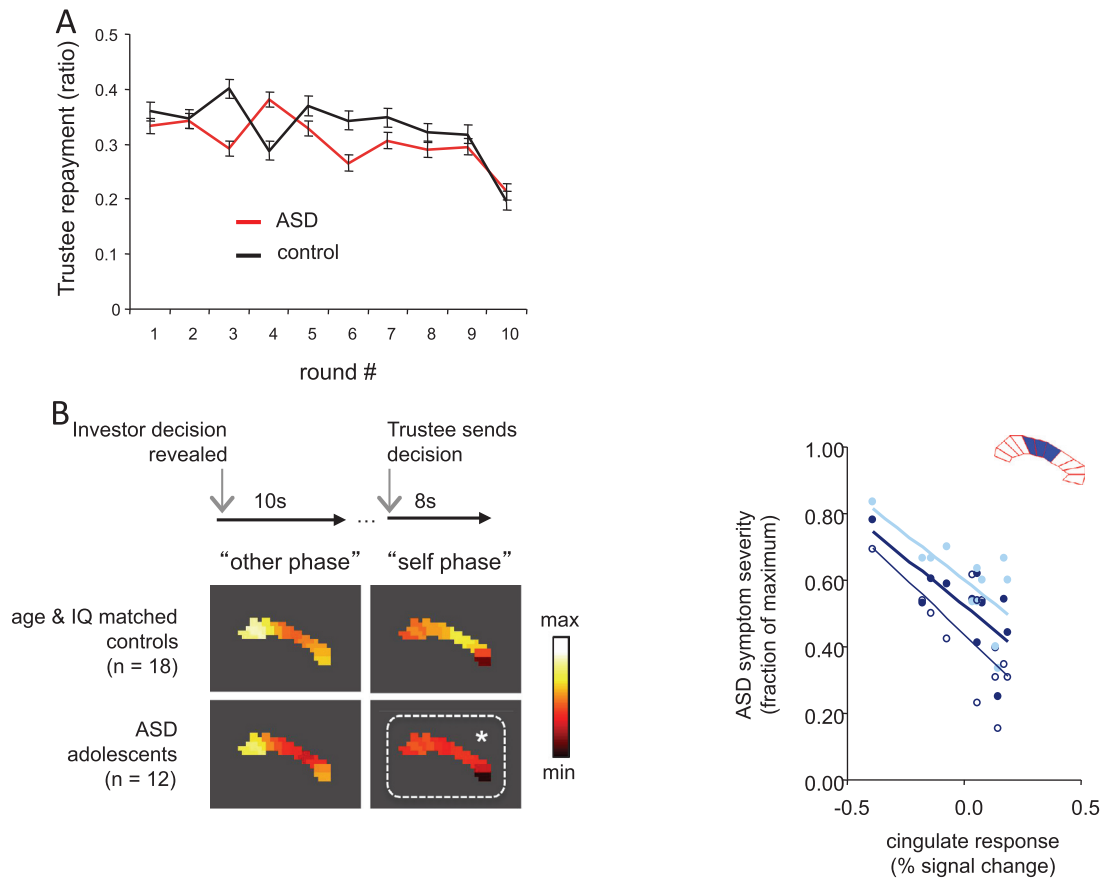 A
Trustee repayment (ratio)
0.5
0.4
0.3
0.2
0.1
0
ASD
control
1 2 3 4 5 6 7 8 9 10
round #
B
Investor decision
revealed
Trustee sends
decision
10s
...
8s
“other phase”
“self phase”
age & IQ matched
controls
(n = 18)
ASD
adolescents
(n = 12)
*
max
min
ASD symptom severity
(fraction of maximum)
1.00
0.80
0.60
0.40
0.20
0.00
-0.5 0.0 0.5
cingulate response
(% signal change)